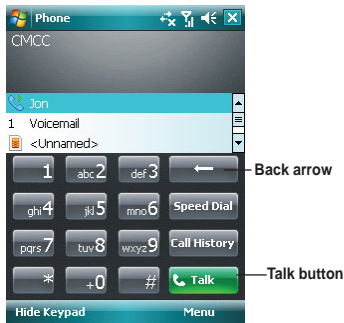 Phone
CMCC
Jon
1 Voicemail
<Unnamed>
1 abc 2 def 3
Back arrow
ghi 4 jkl 5 mno 6 Speed Dial
pqrs 7 tuv 8 wxyz 9 Call History
* +0 # Talk
Talk button
Hide Keypad Menu